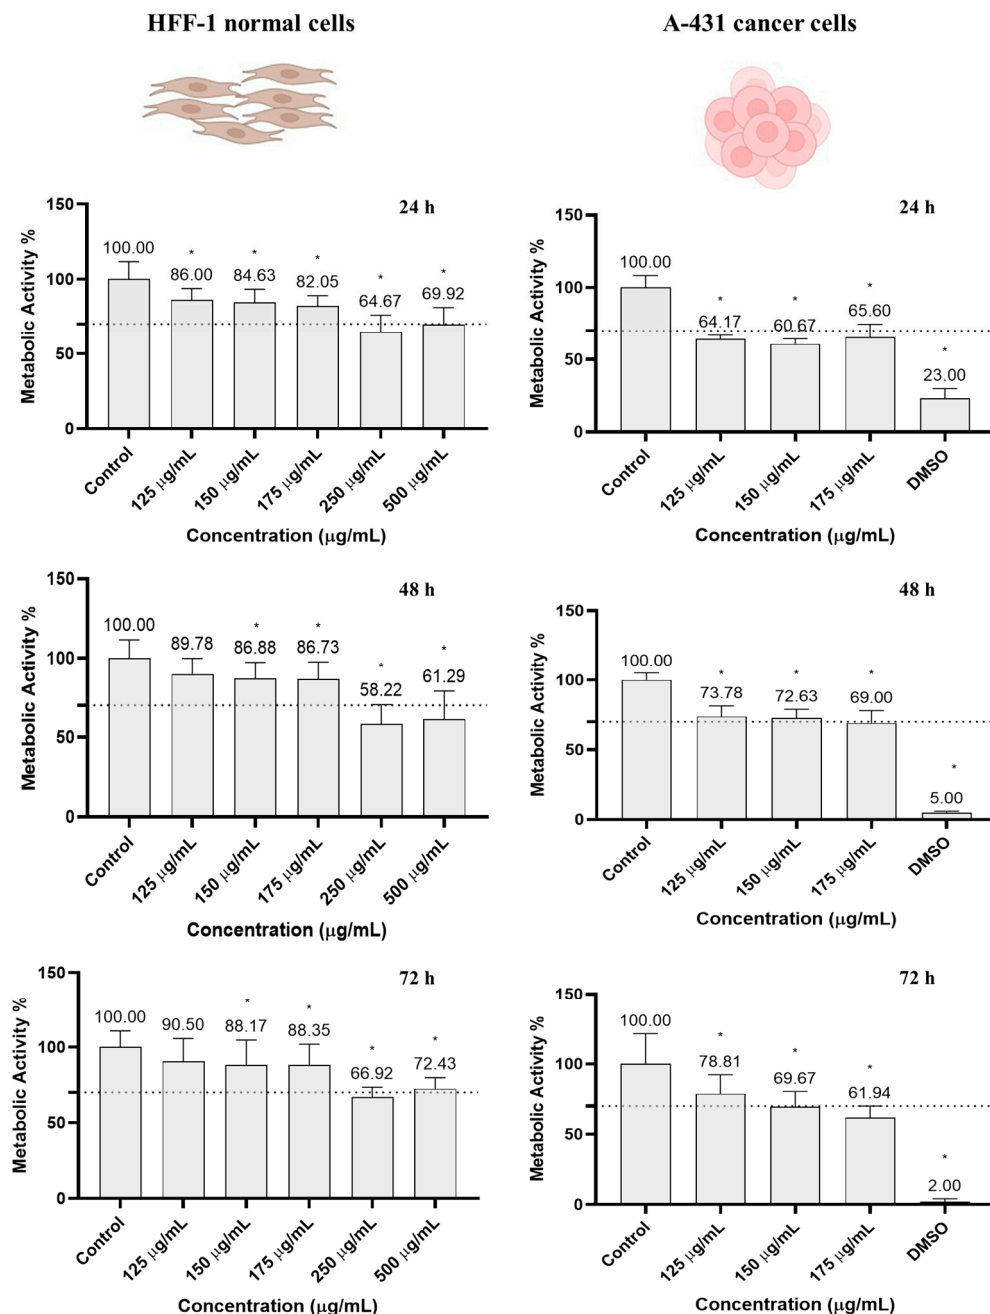 HFF-1 normal cells
A-431 cancer cells
24 h
Metabolic Activity %
150
100
50
0
100.00
86.00
*
84.63
*
82.05
*
64.67
*
69.92
*
Control
125 μg/mL
150 μg/mL
175 μg/mL
250 μg/mL
500 μg/mL
Concentration (μg/mL)
24 h
Metabolic Activity %
150
100
50
0
100.00
*
64.17
*
60.67
*
65.60
*
23.00
Control
125 μg/mL
150 μg/mL
175 μg/mL
DMSO
Concentration (μg/mL)
48 h
Metabolic Activity %
150
100
50
0
100.00
89.78
*
86.88
*
86.73
*
58.22
*
61.29
Control
125 μg/mL
150 μg/mL
175 μg/mL
250 μg/mL
500 μg/mL
Concentration (μg/mL)
48 h
Metabolic Activity %
150
100
50
0
100.00
*
73.78
*
72.63
*
69.00
*
5.00
Control
125 μg/mL
150 μg/mL
175 μg/mL
DMSO
Concentration (μg/mL)
72 h
Metabolic Activity %
150
100
50
0
100.00
90.50
*
88.17
*
88.35
*
66.92
*
72.43
Control
125 μg/mL
150 μg/mL
175 μg/mL
250 μg/mL
500 μg/mL
Concentration (μg/mL)
72 h
Metabolic Activity %
150
100
50
0
100.00
*
78.81
*
69.67
*
61.94
*
2.00
Control
125 μg/mL
150 μg/mL
175 μg/mL
DMSO
Concentration (μg/mL)